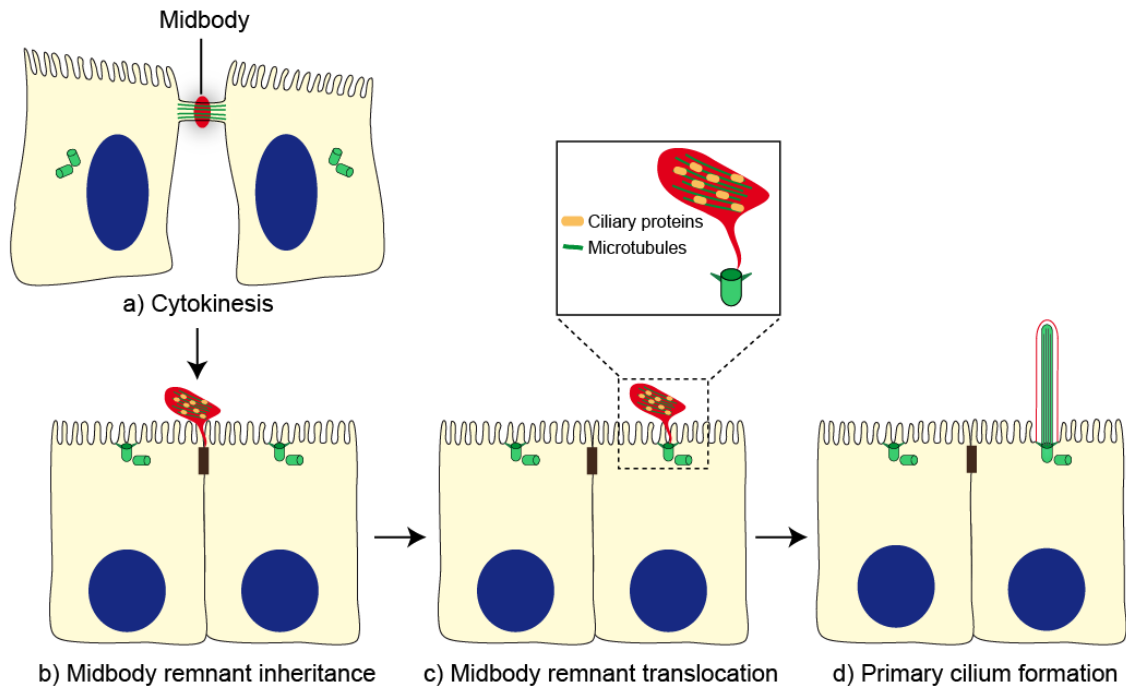 Midbody
a) Cytokinesis
Ciliary proteins
Microtubules
b) Midbody remnant inheritance
c) Midbody remnant translocation
d) Primary cilium formation